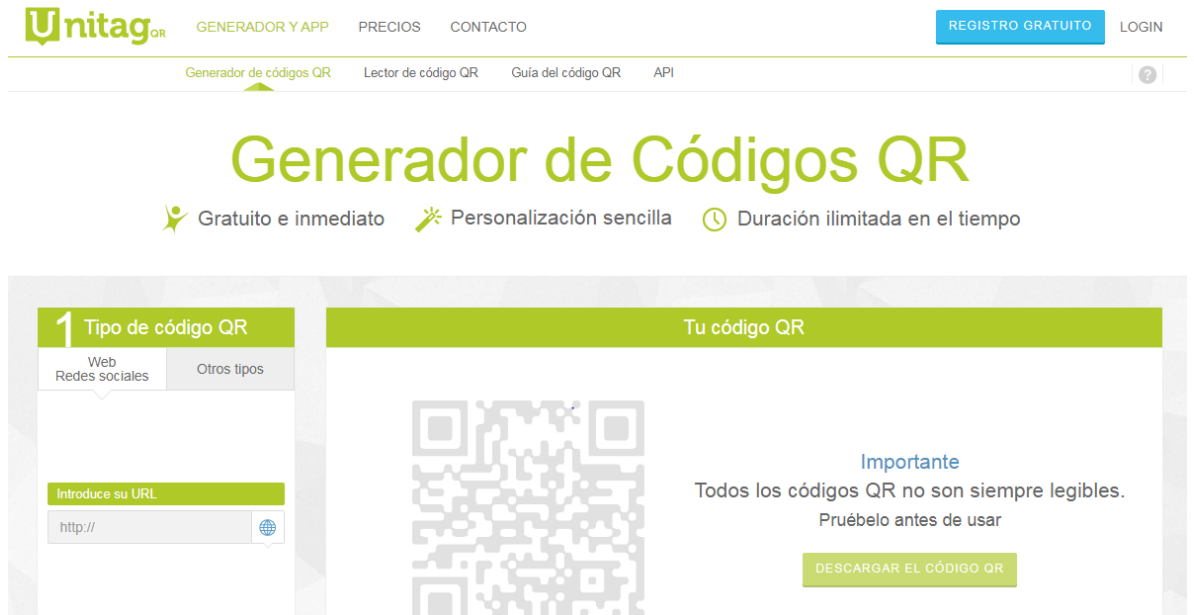 Unitag QR
GENERADOR Y APP PRECIOS CONTACTO REGISTRO GRATUITO LOGIN
Generador de códigos QR Lector de código QR Guía del código QR API ?
Generador de Códigos QR
Gratuito e inmediato Personalización sencilla Duración ilimitada en el tiempo
1 Tipo de código QR
Web
Redes sociales
Otros tipos
Introduce su URL
http://
Tu código QR
Importante
Todos los códigos QR no son siempre legibles.
Pruébelo antes de usar
DESCARGAR EL CÓDIGO QR